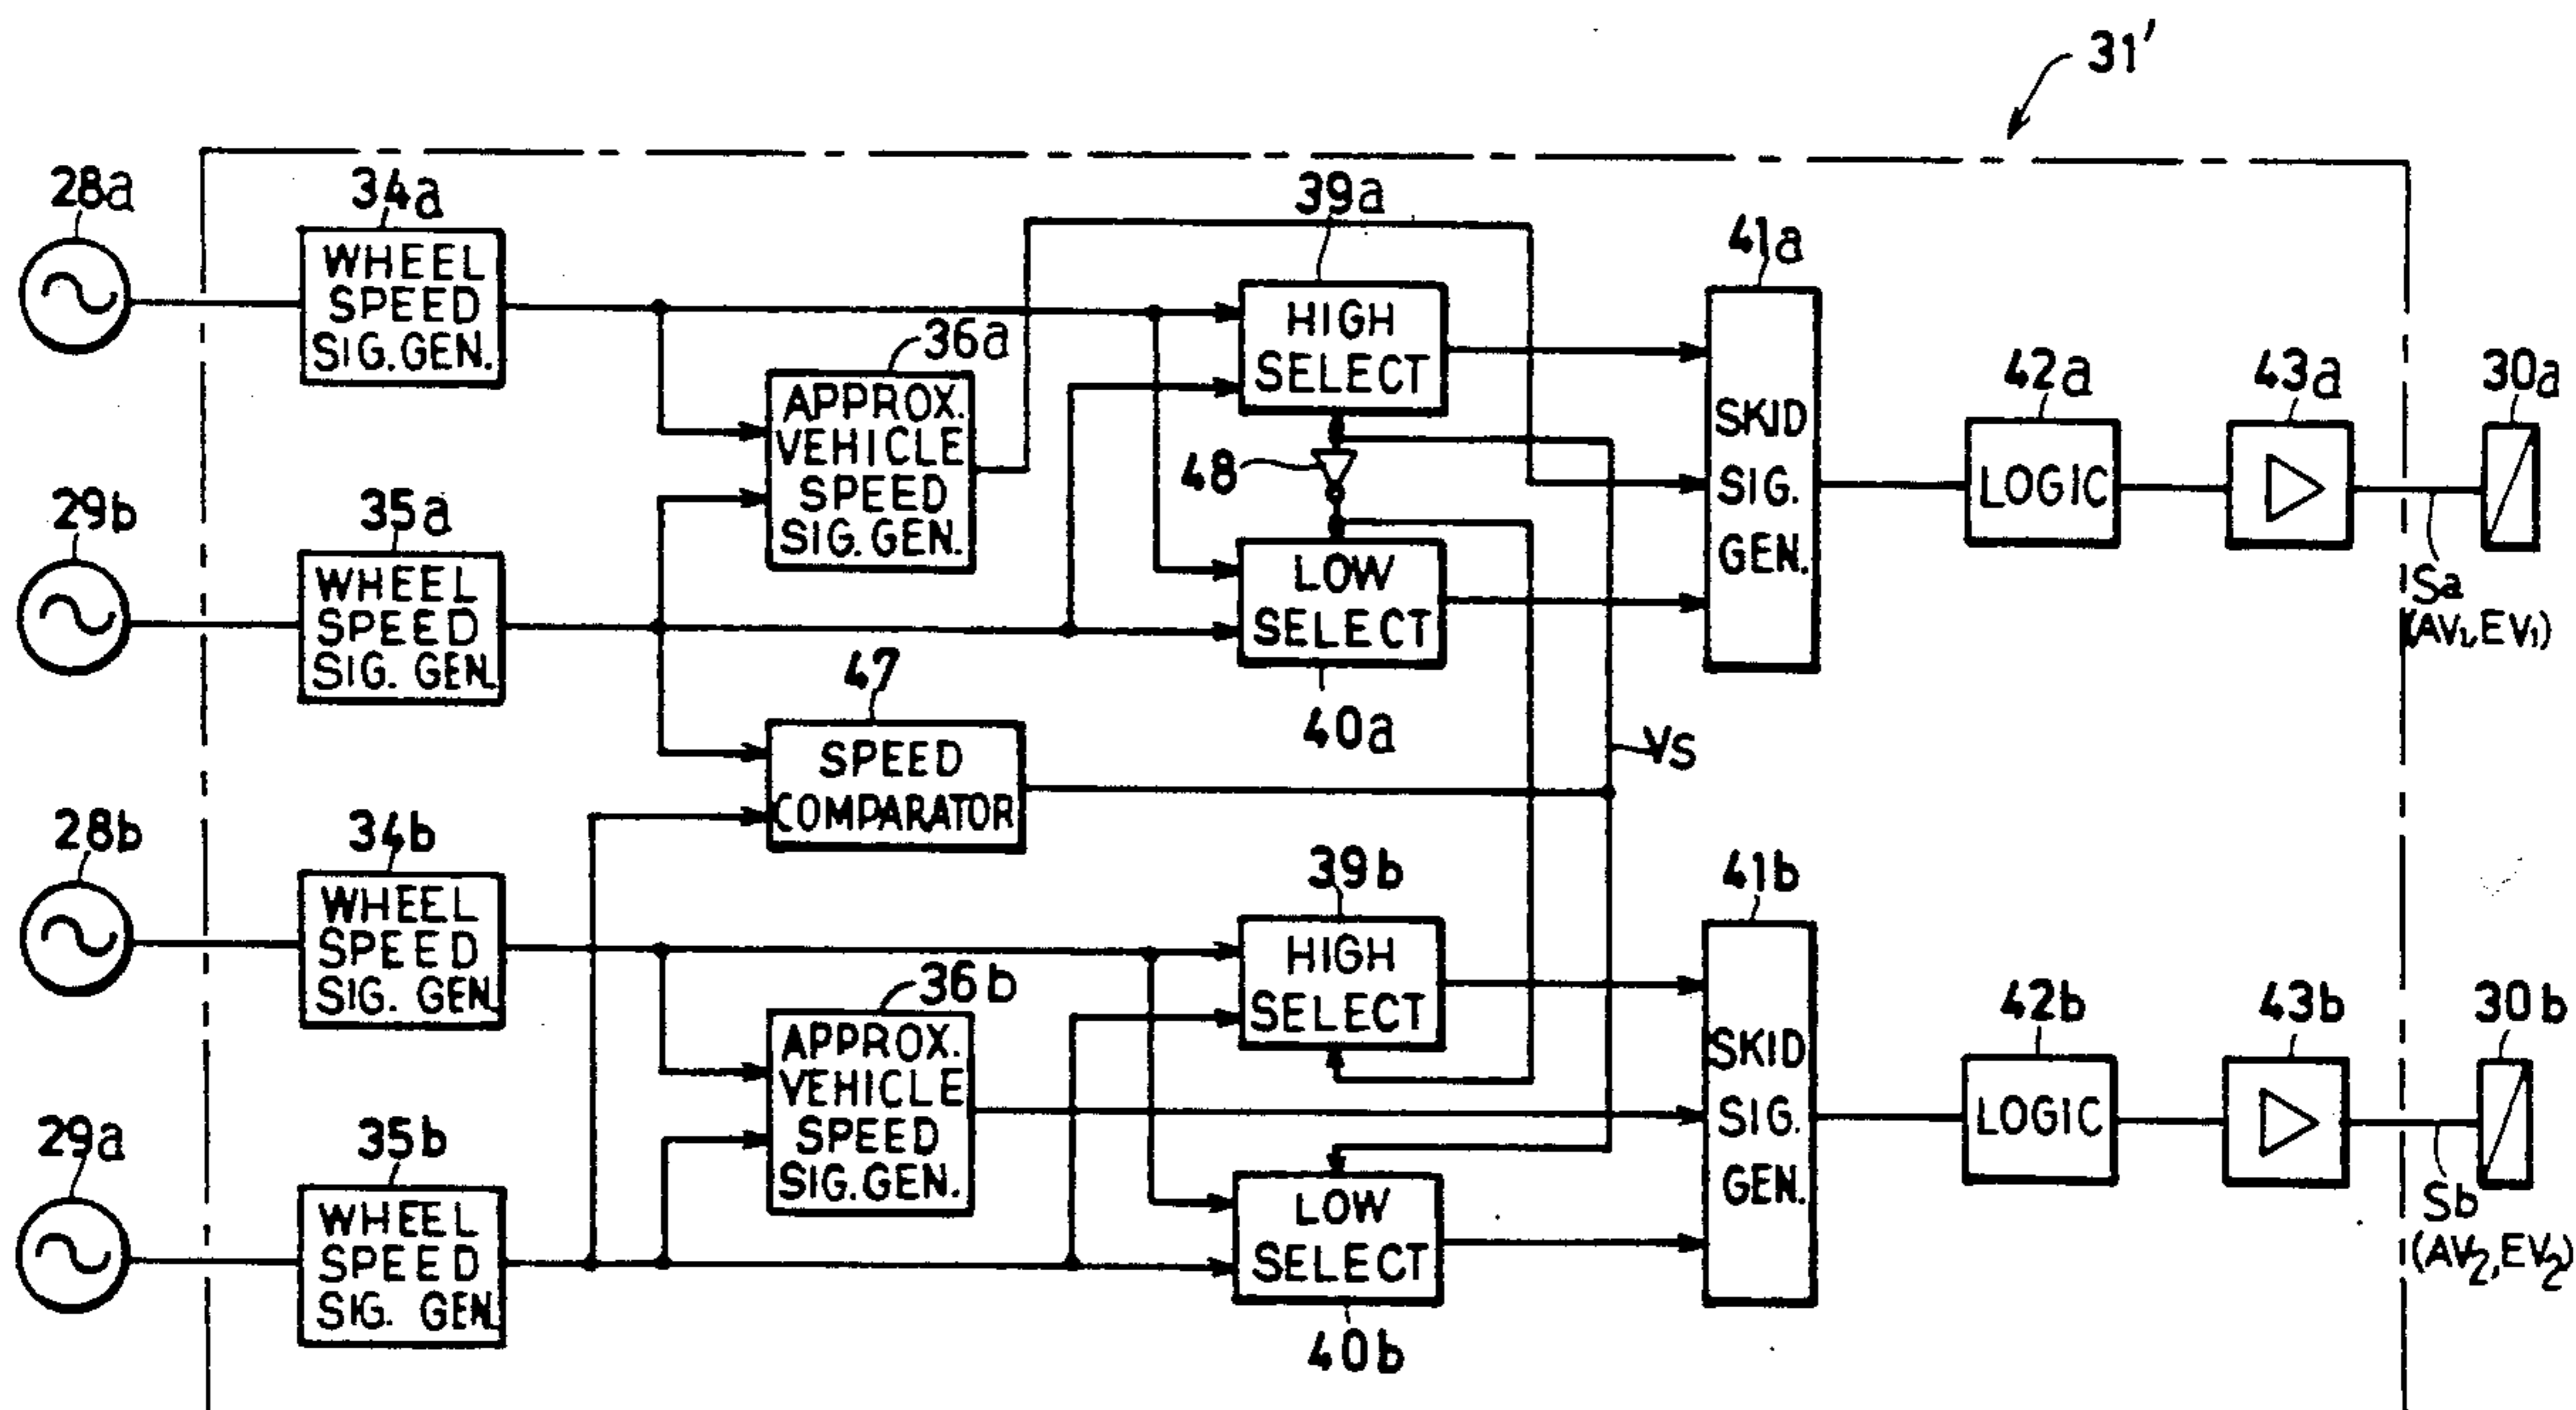 31'
28a
34a
WHEEL
SPEED
SIG. GEN.
39a
HIGH
SELECT
41a
SKID
SIG.
GEN.
36a
APPROX.
VEHICLE
SPEED
SIG. GEN.
42a
LOGIC
43a
30a
48
29b
35a
WHEEL
SPEED
SIG. GEN.
LOW
SELECT
40a
Sa
(AV1, EV1)
47
SPEED
COMPARATOR
VS
28b
34b
WHEEL
SPEED
SIG. GEN.
39b
HIGH
SELECT
41b
SKID
SIG.
GEN.
36b
APPROX.
VEHICLE
SPEED
SIG. GEN.
42b
LOGIC
43b
30b
29a
35b
WHEEL
SPEED
SIG. GEN.
LOW
SELECT
40b
Sb
(AV2, EV2)